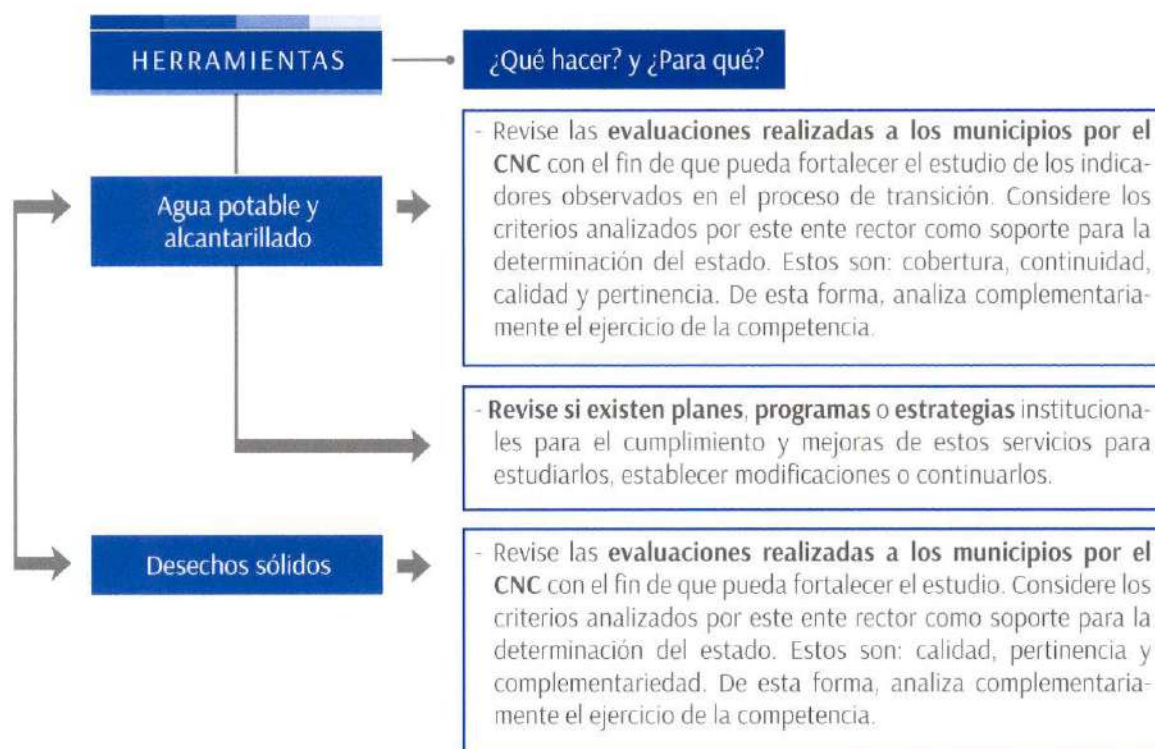 HERRAMIENTAS
¿Qué hacer? y ¿Para qué?
Agua potable y
alcantarillado
- Revise las evaluaciones realizadas a los municipios por el
CNC con el fin de que pueda fortalecer el estudio de los indica-
dores observados en el proceso de transición. Considere los
criterios analizados por este ente rector como soporte para la
determinación del estado. Estos son: cobertura, continuidad,
calidad y pertinencia. De esta forma, analiza complementaria-
mente el ejercicio de la competencia.
- Revise si existen planes, programas o estrategias instituciona-
les para el cumplimiento y mejoras de estos servicios para
estudiarlos, establecer modificaciones o continuarlos.
Desechos sólidos
- Revise las evaluaciones realizadas a los municipios por el
CNC con el fin de que pueda fortalecer el estudio. Considere los
criterios analizados por este ente rector como soporte para la
determinación del estado. Estos son: calidad, pertinencia y
complementariedad. De esta forma, analiza complementaria-
mente el ejercicio de la competencia.